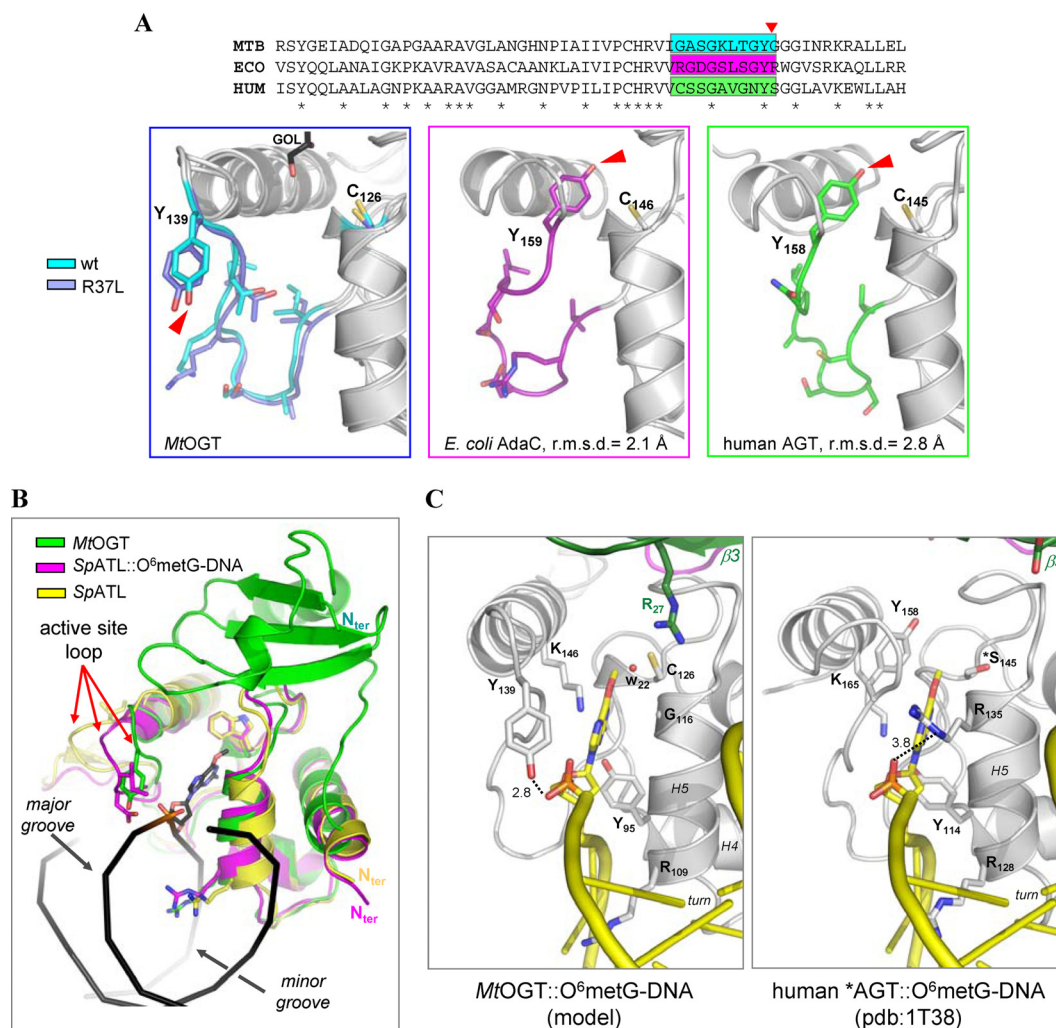 A
MTB RSYGEIADQIGAPGAARAVGLANGHNPIAIIVPCHRVIGASGKLTGYGGGINRKRALLEL
ECO VSYQQLANAIGKPKAVRAVASACAANKLAIVIPCHRVVRGDGSLSGYRWGVSRKAQLLRR
HUM ISYQQLAALAGNPKAARAVGGAMRGNPVPILIPCHRVVCSSGAVGNYSGGLAVKEWLLAH
* * * * *** * * ***** * * * * **
GOL
Y139
C126
wt
R37L
MtOGT
C146
Y159
E. coli AdaC, r.m.s.d.= 2.1 Å
C145
Y158
human AGT, r.m.s.d.= 2.8 Å
B
MtOGT
SpATL::O⁶metG-DNA
SpATL
active site
loop
Nter
major
groove
Nter
Nter
minor
groove
C
β3
R27
K146
Y139
w22
C126
G116
2.8
H5
Y95
H4
R109
turn
MtOGT::O⁶metG-DNA
(model)
β3
Y158
*S145
K165
R135
3.8
H5
Y114
R128
turn
human *AGT::O⁶metG-DNA
(pdb:1T38)